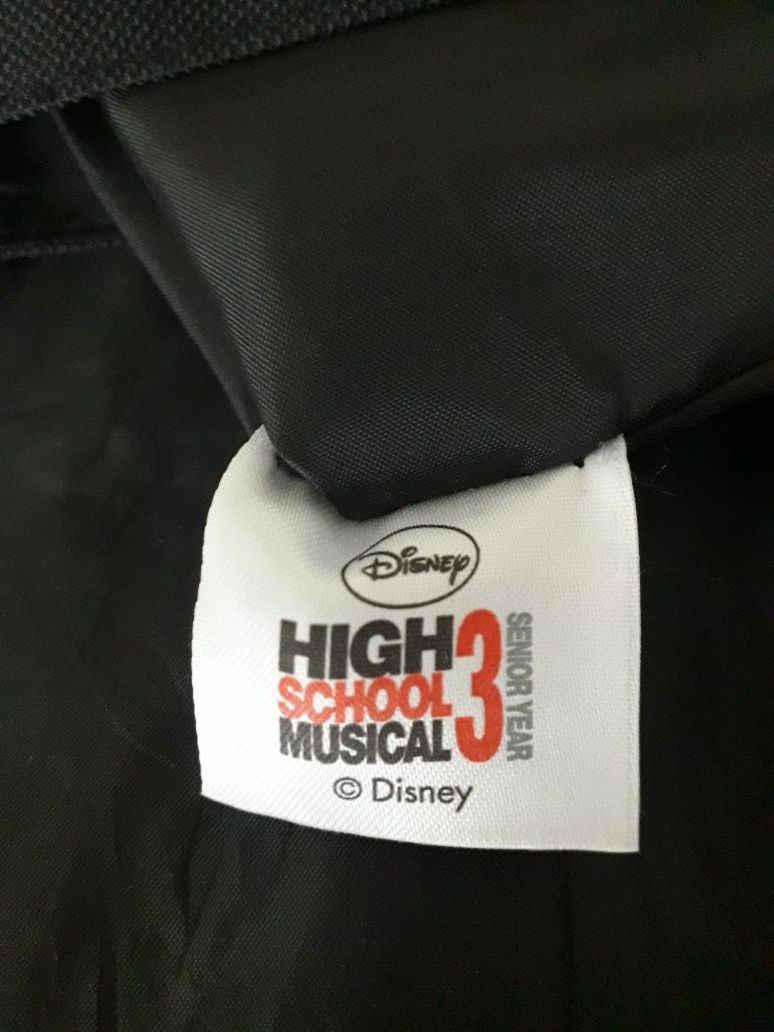 Disney
HIGH
SCHOOL
MUSICAL
3
SENIOR YEAR
© Disney